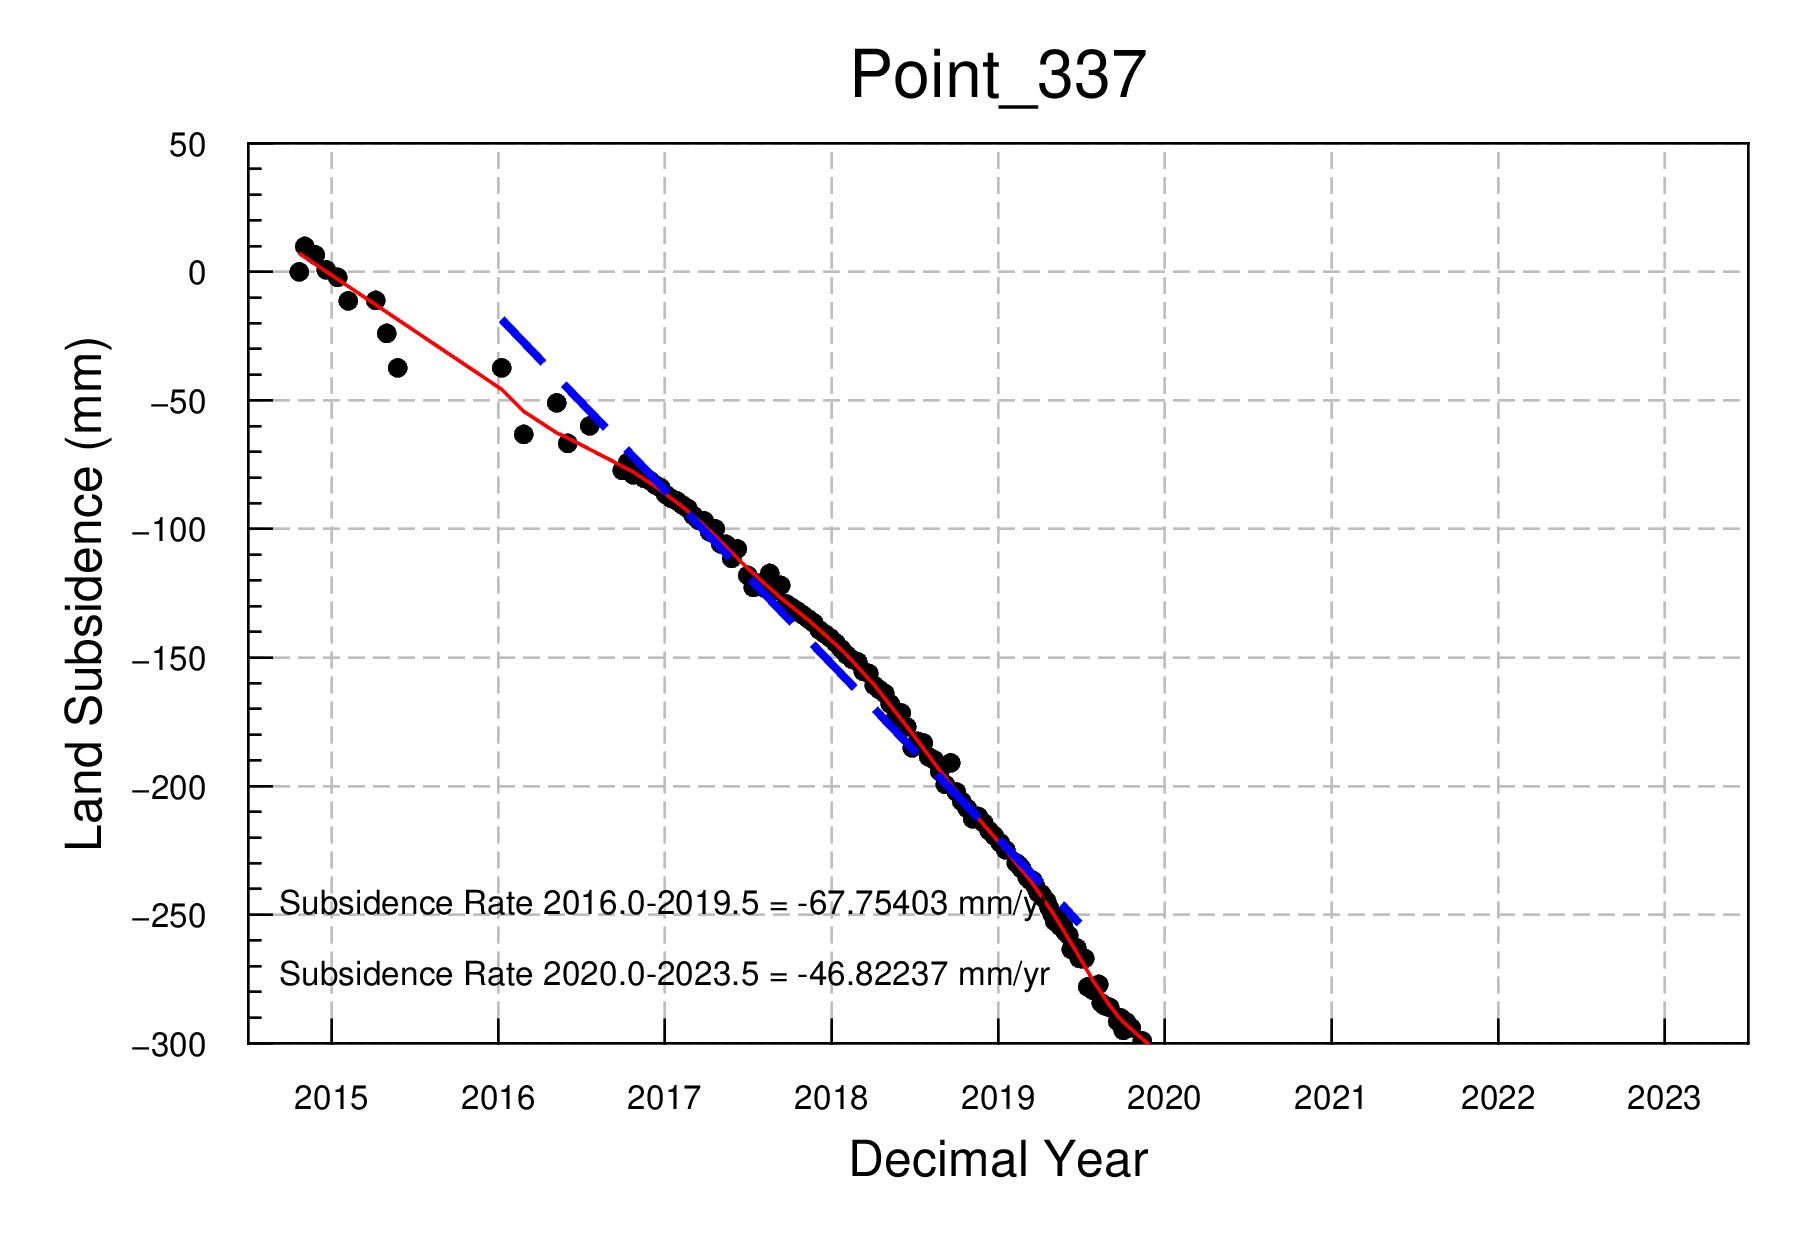 Point_337
50
0
−50
−100
−150
−200
−250
−300
Land Subsidence (mm)
Subsidence Rate 2016.0-2019.5 = -67.75403 mm/yr
Subsidence Rate 2020.0-2023.5 = -46.82237 mm/yr
2015 2016 2017 2018 2019 2020 2021 2022 2023
Decimal Year